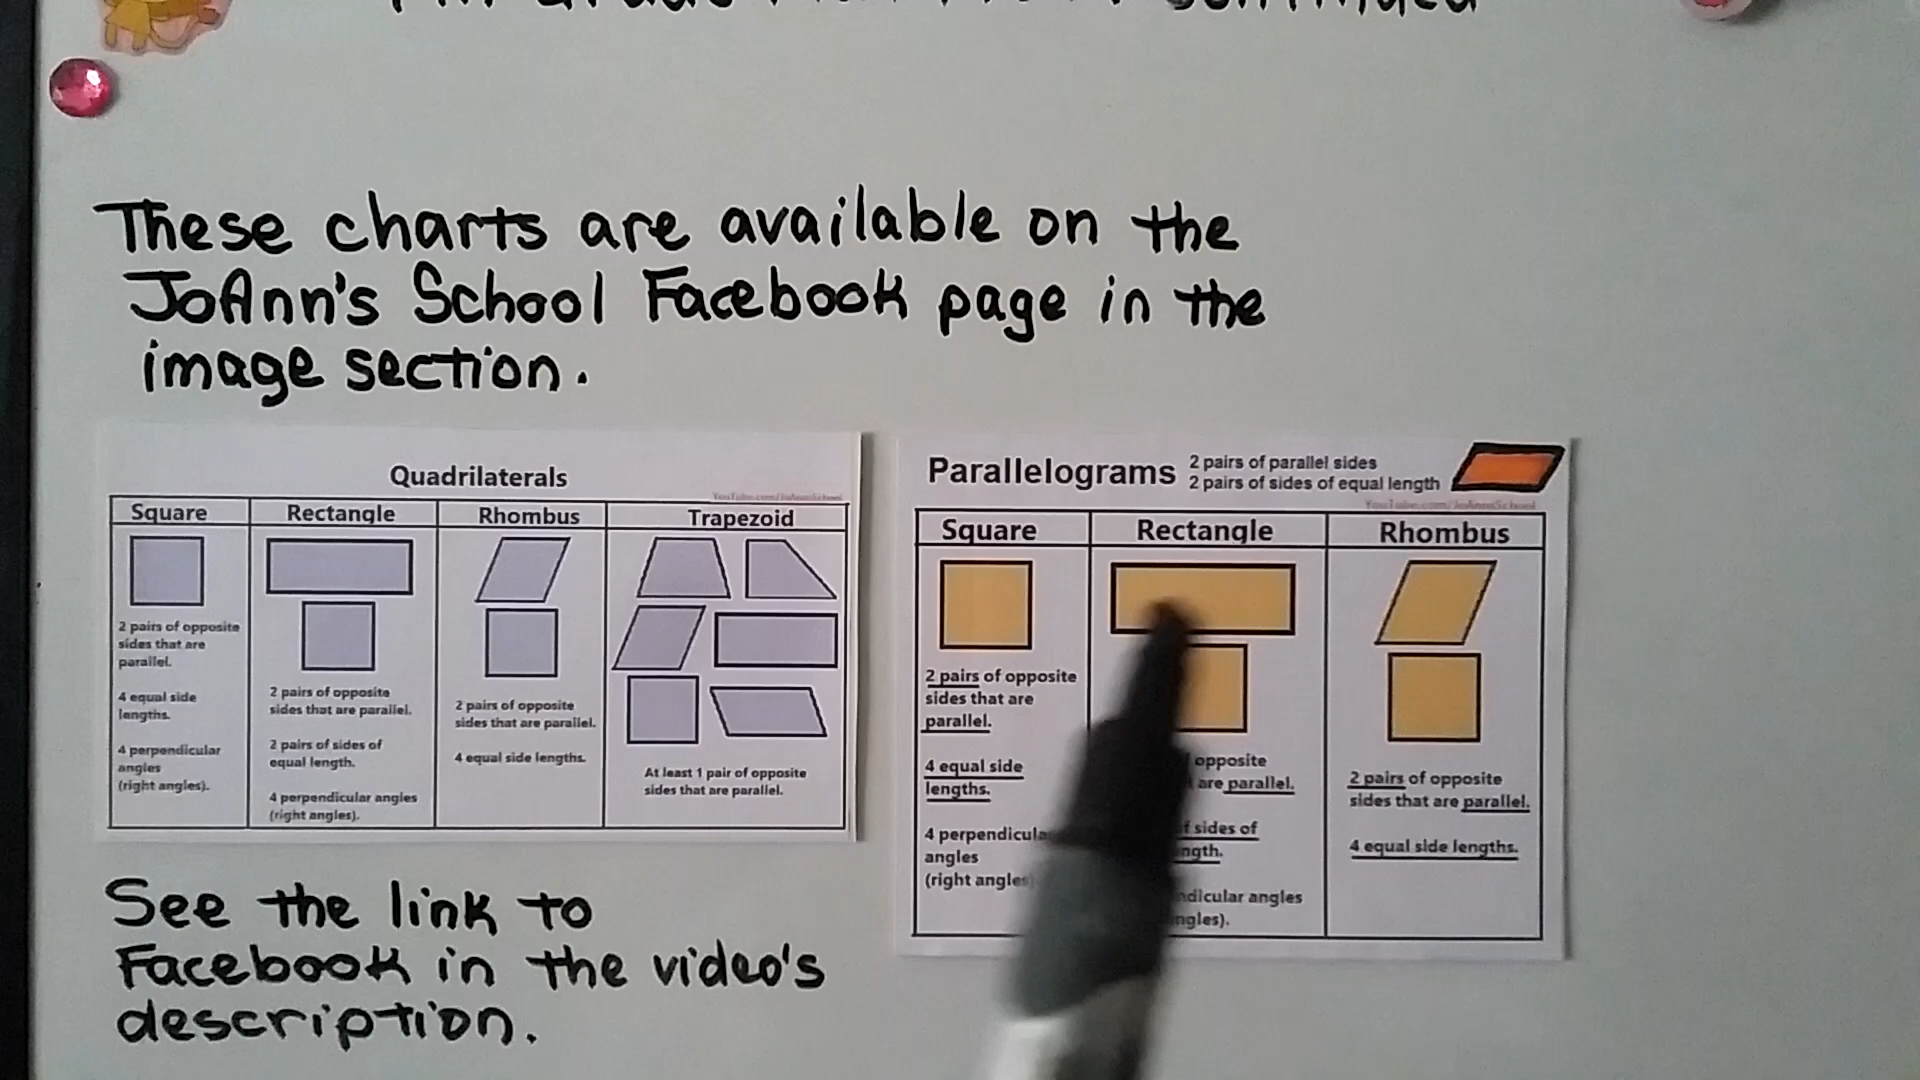 These charts are available on the
JoAnn's School Facebook page in the
image section.
Quadrilaterals
YouTube.com/JoAnnsSchool
Square
Rectangle
Rhombus
Trapezoid
2 pairs of opposite
sides that are
parallel.
4 equal side
lengths.
4 perpendicular
angles
(right angles).
2 pairs of opposite
sides that are parallel.
2 pairs of sides of
equal length.
4 perpendicular angles
(right angles).
2 pairs of opposite
sides that are parallel.
4 equal side lengths.
At least 1 pair of opposite
sides that are parallel.
Parallelograms
2 pairs of parallel sides
2 pairs of sides of equal length
YouTube.com/JoAnnsSchool
Square
Rectangle
Rhombus
2 pairs of opposite
sides that are
parallel.
4 equal side
lengths.
angles
(right angles)
opposite
are parallel.
sides of
angles
2 pairs of opposite
sides that are parallel.
4 equal side lengths.
See the link to
Facebook in the video's
description.